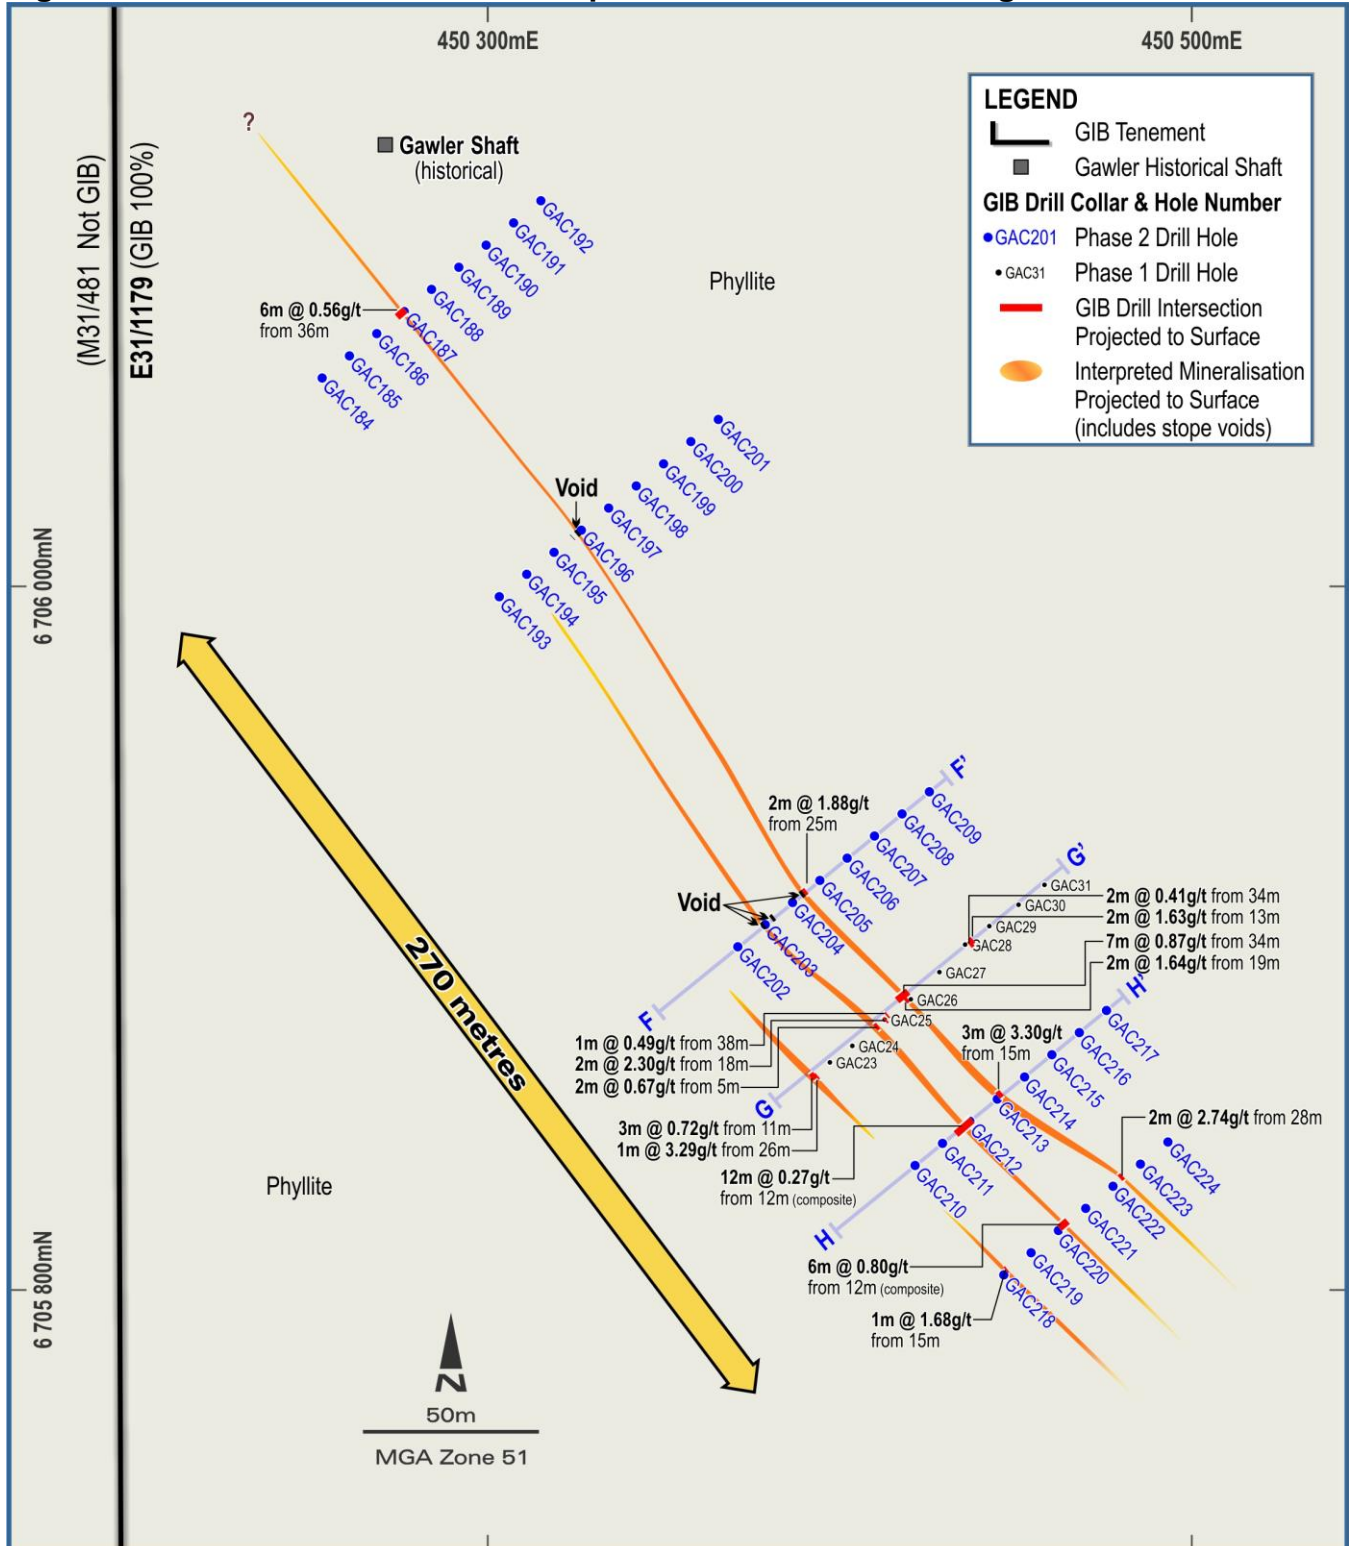 450 300mE
450 500mE
LEGEND
GIB Tenement
Gawler Historical Shaft
GIB Drill Collar & Hole Number
GAC201 Phase 2 Drill Hole
GAC31 Phase 1 Drill Hole
GIB Drill Intersection
Projected to Surface
Interpreted Mineralisation
Projected to Surface
(includes stope voids)
?
Gawler Shaft
(historical)
(M31/481 Not GIB)
E31/1179 (GIB 100%)
Phyllite
GAC192
GAC191
GAC190
GAC189
GAC188
GAC187
GAC186
GAC185
GAC184
6m @ 0.56g/t
from 36m
GAC201
GAC200
GAC199
GAC198
GAC197
GAC196
GAC195
GAC194
GAC193
Void
6 706 000mN
270 metres
F'
GAC209
GAC208
GAC207
GAC206
GAC205
GAC204
GAC203
GAC202
F
2m @ 1.88g/t
from 25m
Void
G'
GAC31
GAC30
GAC29
GAC28
GAC27
GAC26
GAC25
GAC24
GAC23
G
2m @ 0.41g/t from 34m
2m @ 1.63g/t from 13m
7m @ 0.87g/t from 34m
2m @ 1.64g/t from 19m
1m @ 0.49g/t from 38m
2m @ 2.30g/t from 18m
2m @ 0.67g/t from 5m
3m @ 0.72g/t from 11m
1m @ 3.29g/t from 26m
H'
3m @ 3.30g/t
from 15m
GAC217
GAC216
GAC215
GAC214
GAC213
GAC212
GAC211
GAC210
H
12m @ 0.27g/t
from 12m (composite)
2m @ 2.74g/t from 28m
GAC224
GAC223
GAC222
GAC221
GAC220
GAC219
GAC218
6m @ 0.80g/t
from 12m (composite)
1m @ 1.68g/t
from 15m
Phyllite
6 705 800mN
N
50m
MGA Zone 51